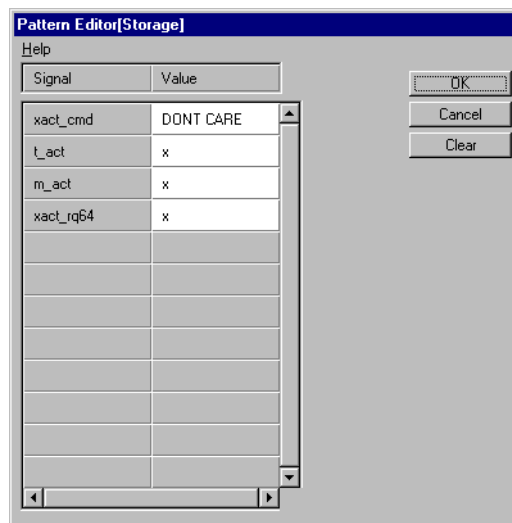 Pattern Editor[Storage]
Help
Signal Value
OK
xact_cmd DONT CARE
Cancel
t_act x
Clear
m_act x
xact_rq64 x